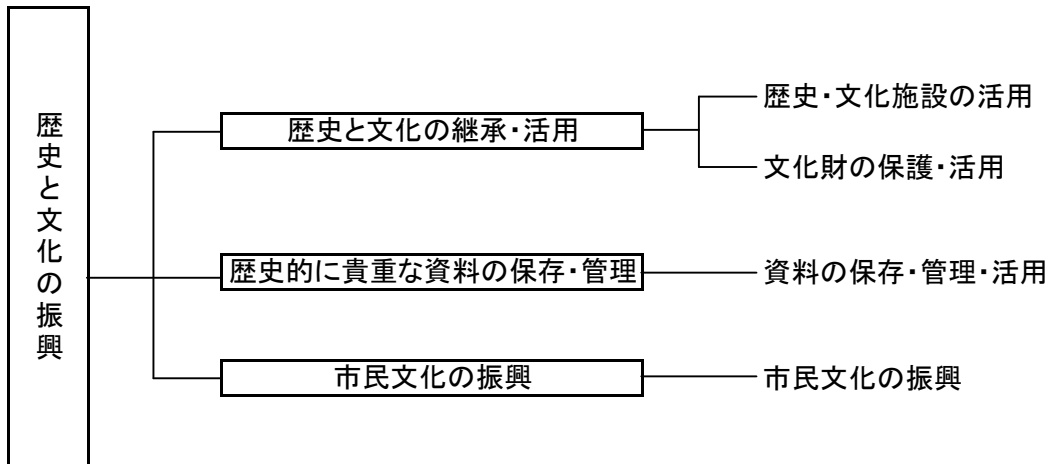 歴史と文化の振興
歴史と文化の継承・活用
歴史・文化施設の活用
文化財の保護・活用
歴史的に貴重な資料の保存・管理
資料の保存・管理・活用
市民文化の振興
市民文化の振興